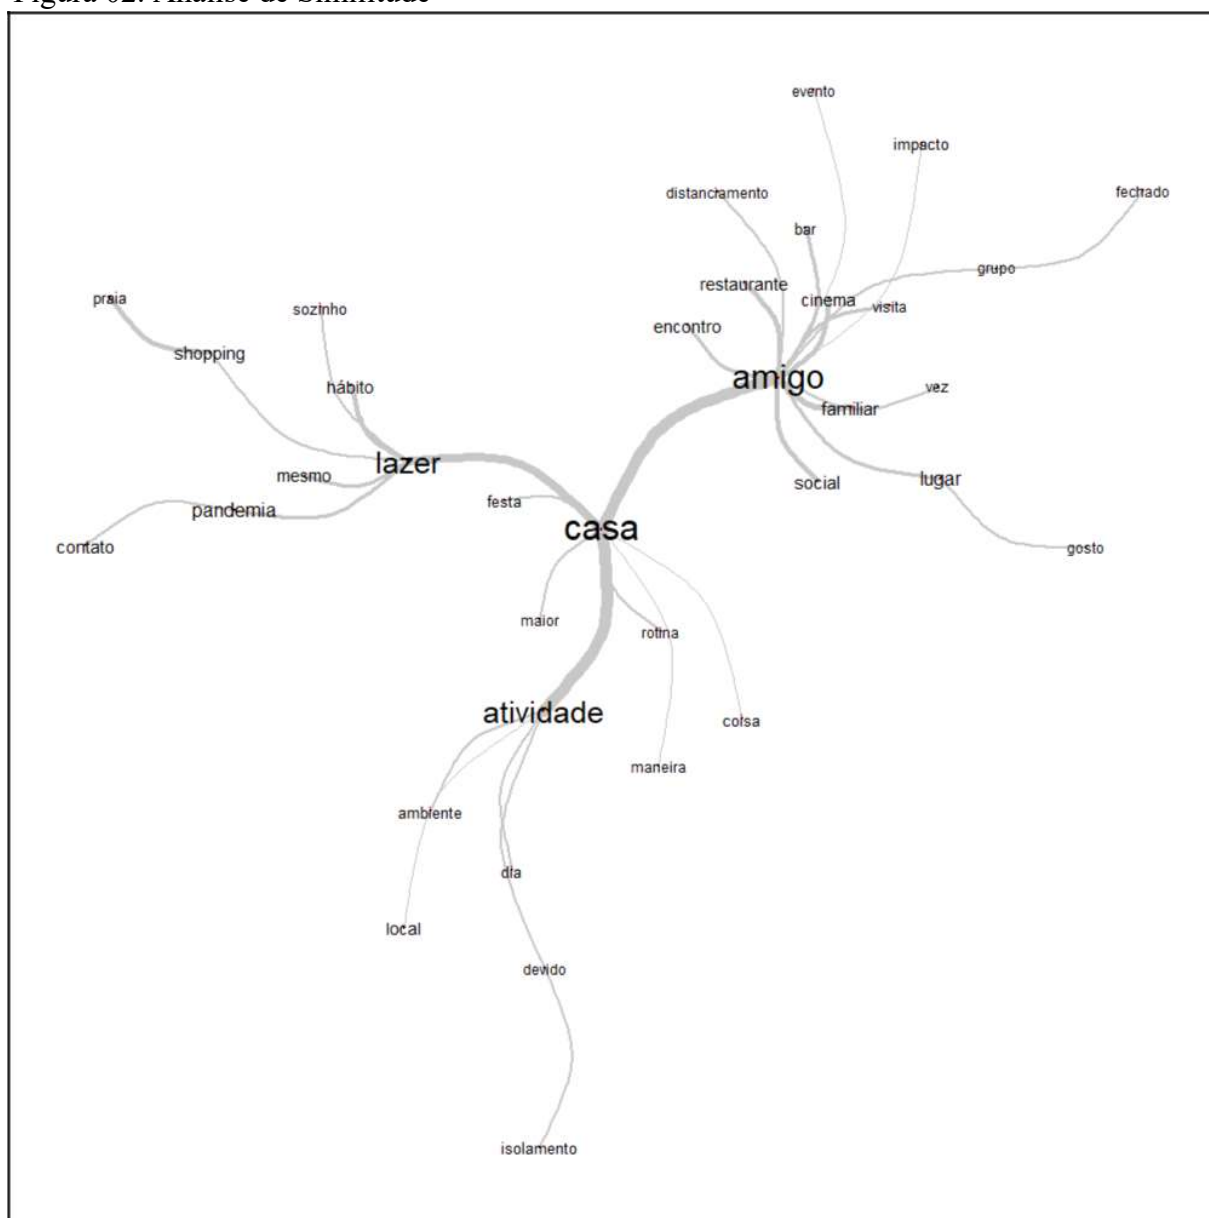 Figura 02: Análise de Similitude
evento
impacto
distanciamento
fechado
bar
grupo
restaurante
cinema
visita
praia
sozinho
encontro
shopping
amigo
hábito
vez
familiar
lazer
mesmo
social
lugar
festa
pandemia
casa
contato
gosto
maior
rotina
atividade
coisa
maneira
ambiente
dia
local
devido
isolamento